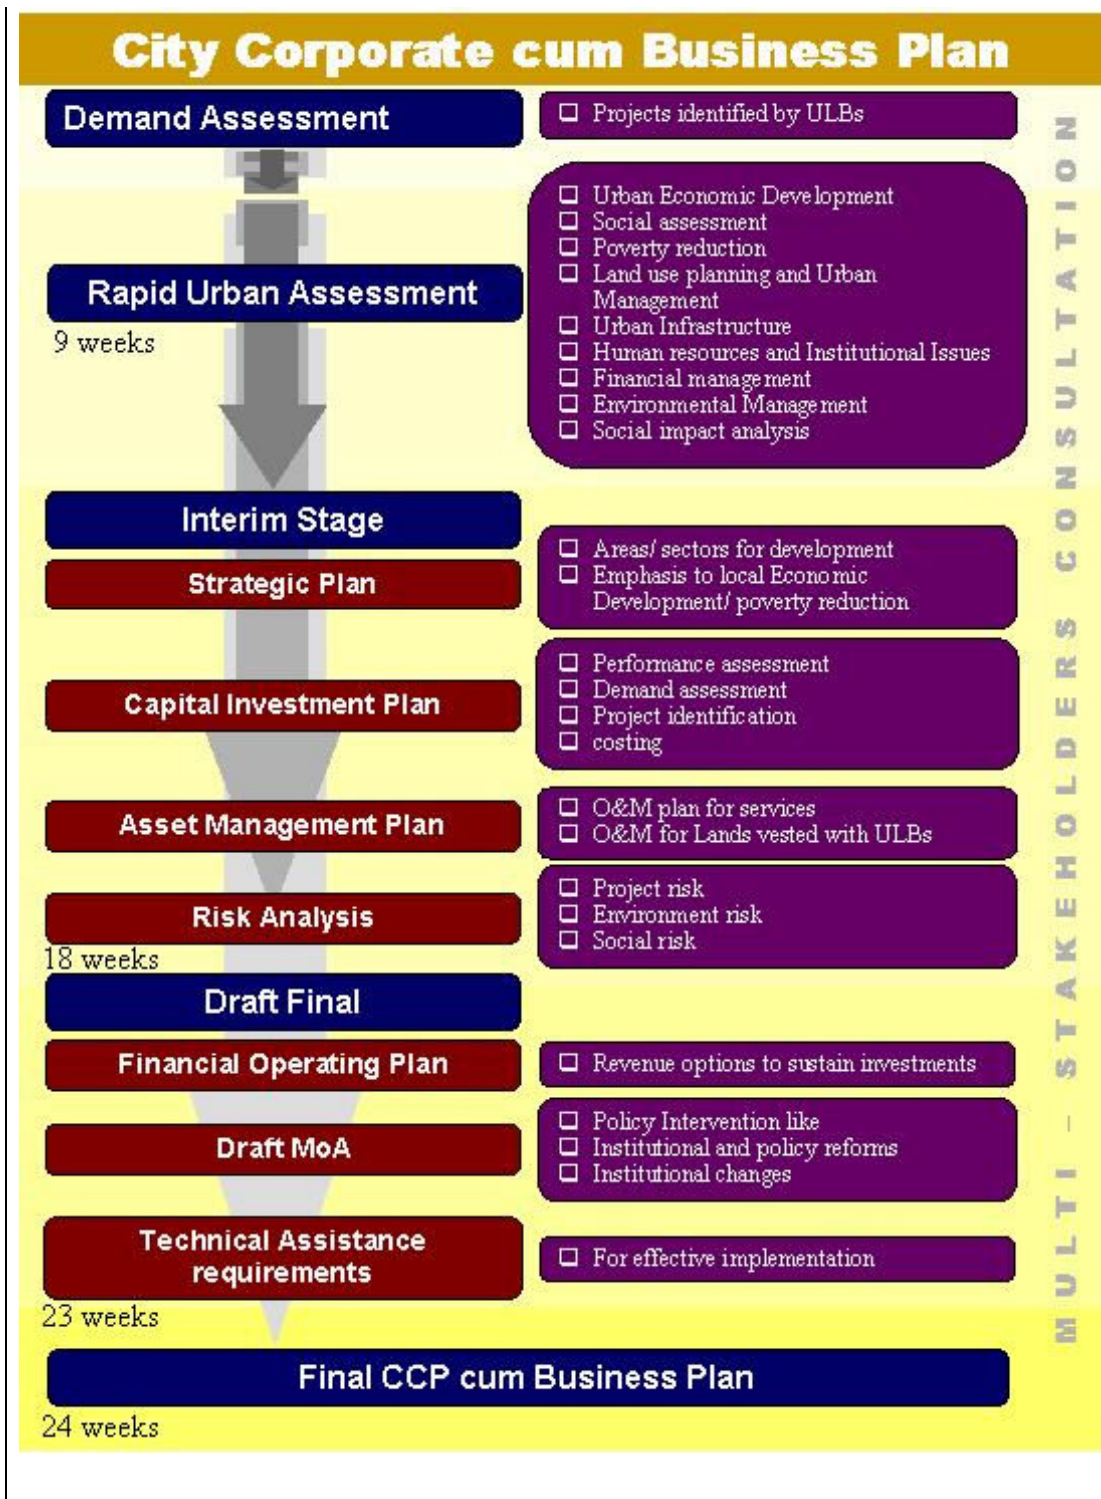 City Corporate cum Business Plan
Demand Assessment
❑ Projects identified by ULBs
❑ Urban Economic Development
❑ Social assessment
❑ Poverty reduction
❑ Land use planning and Urban
Management
❑ Urban Infrastructure
❑ Human resources and Institutional Issues
❑ Financial management
❑ Environmental Management
❑ Social impact analysis
Rapid Urban Assessment
9 weeks
Interim Stage
Strategic Plan
❑ Areas/ sectors for development
❑ Emphasis to local Economic
Development/ poverty reduction
Capital Investment Plan
❑ Performance assessment
❑ Demand assessment
❑ Project identification
❑ costing
Asset Management Plan
❑ O&M plan for services
❑ O&M for Lands vested with ULBs
Risk Analysis
❑ Project risk
❑ Environment risk
❑ Social risk
18 weeks
Draft Final
Financial Operating Plan
❑ Revenue options to sustain investments
Draft MoA
❑ Policy Intervention like
❑ Institutional and policy reforms
❑ Institutional changes
Technical Assistance
requirements
❑ For effective implementation
23 weeks
Final CCP cum Business Plan
24 weeks
MULTI – STAKEHOLDERS CONSULTATION